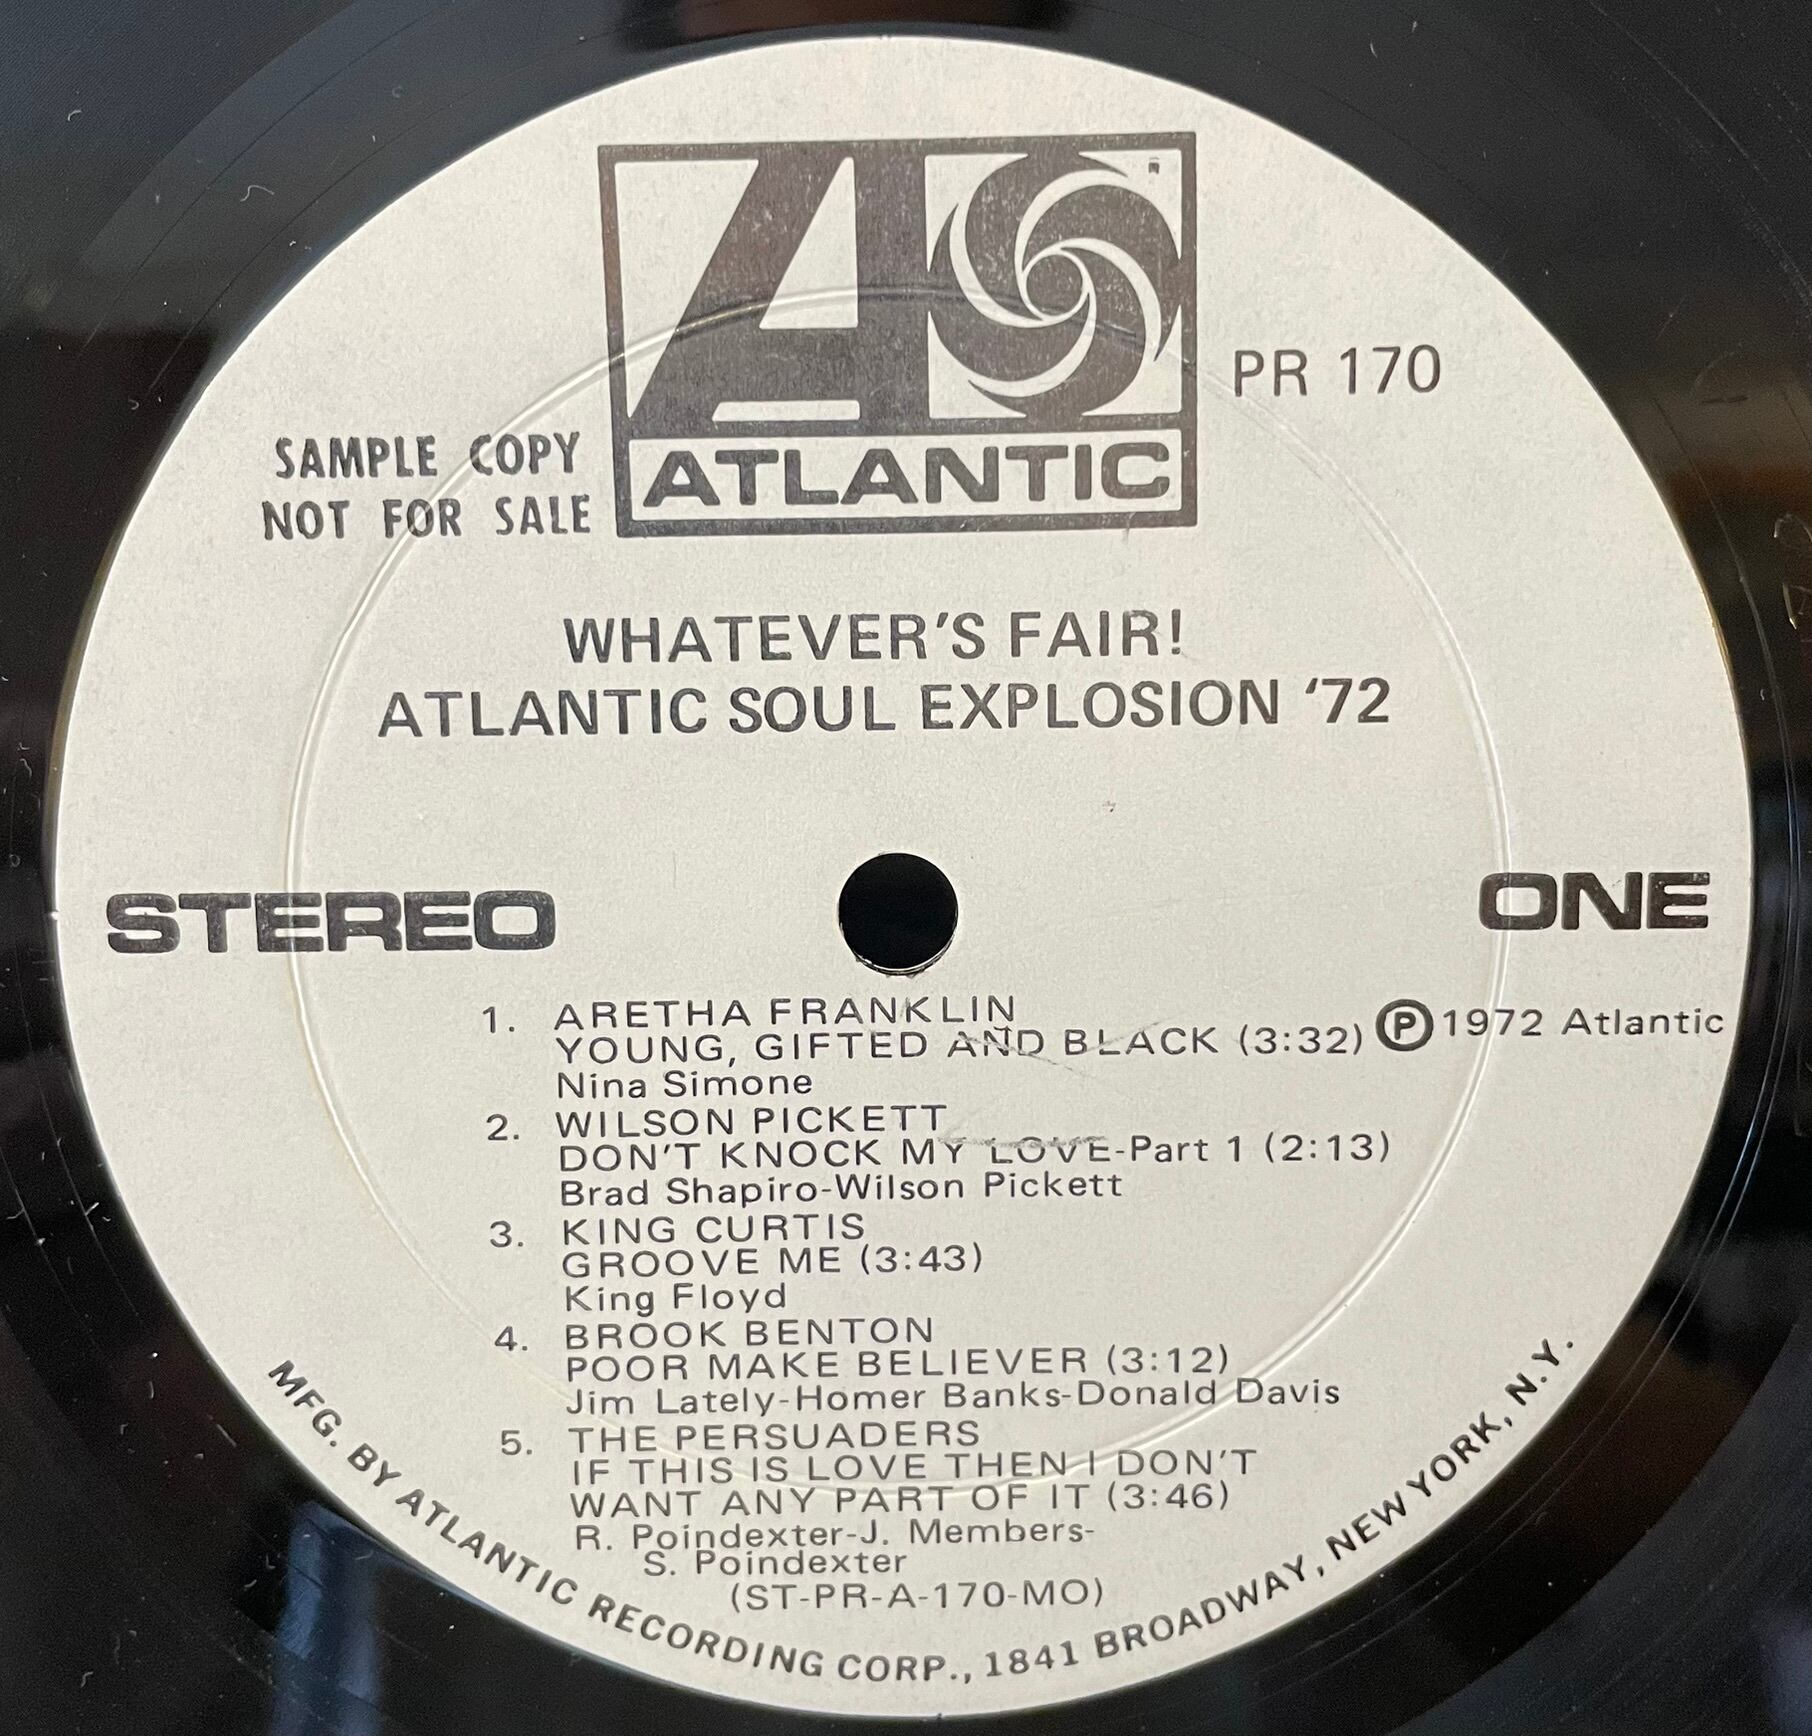 ATLANTIC
PR 170
SAMPLE COPY
NOT FOR SALE
WHATEVER'S FAIR!
ATLANTIC SOUL EXPLOSION '72
STEREO
ONE
1. ARETHA FRANKLIN
YOUNG, GIFTED AND BLACK (3:32)
Ⓟ1972 Atlantic
Nina Simone
2. WILSON PICKETT
DON'T KNOCK MY LOVE-Part 1 (2:13)
Brad Shapiro-Wilson Pickett
3. KING CURTIS
GROOVE ME (3:43)
King Floyd
4. BROOK BENTON
POOR MAKE BELIEVER (3:12)
Jim Lately-Homer Banks-Donald Davis
5. THE PERSUADERS
IF THIS IS LOVE THEN I DON'T
WANT ANY PART OF IT (3:46)
R. Poindexter-J. Members-
S. Poindexter
(ST-PR-A-170-MO)
MFG. BY ATLANTIC RECORDING CORP., 1841 BROADWAY, NEW YORK, N.Y.